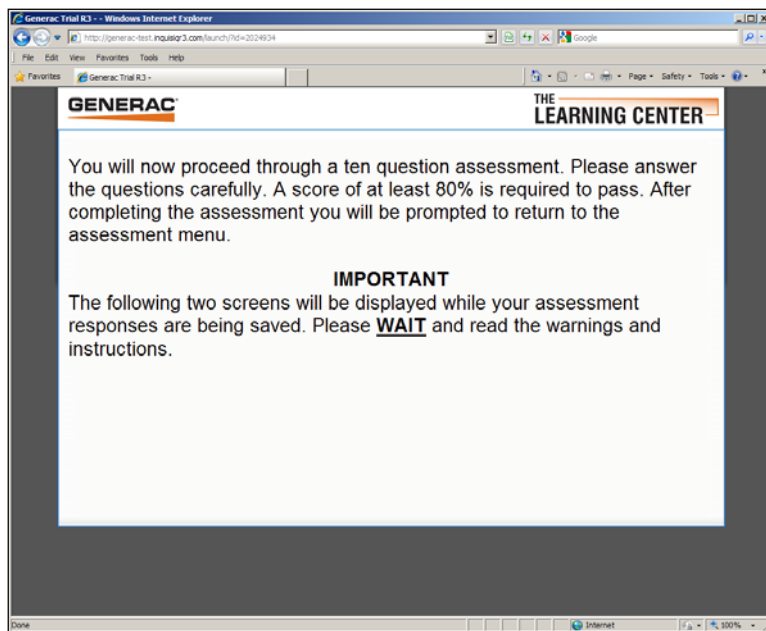 Generac Trial R3 - - Windows Internet Explorer
http://generac-test.inquisiqr3.com/launch/?id=2024934
Google
File Edit View Favorites Tools Help
Favorites Generac Trial R3 - Page Safety Tools
GENERAC
THE
LEARNING CENTER
You will now proceed through a ten question assessment. Please answer
the questions carefully. A score of at least 80% is required to pass. After
completing the assessment you will be prompted to return to the
assessment menu.
IMPORTANT
The following two screens will be displayed while your assessment
responses are being saved. Please WAIT and read the warnings and
instructions.
Done Internet 100%